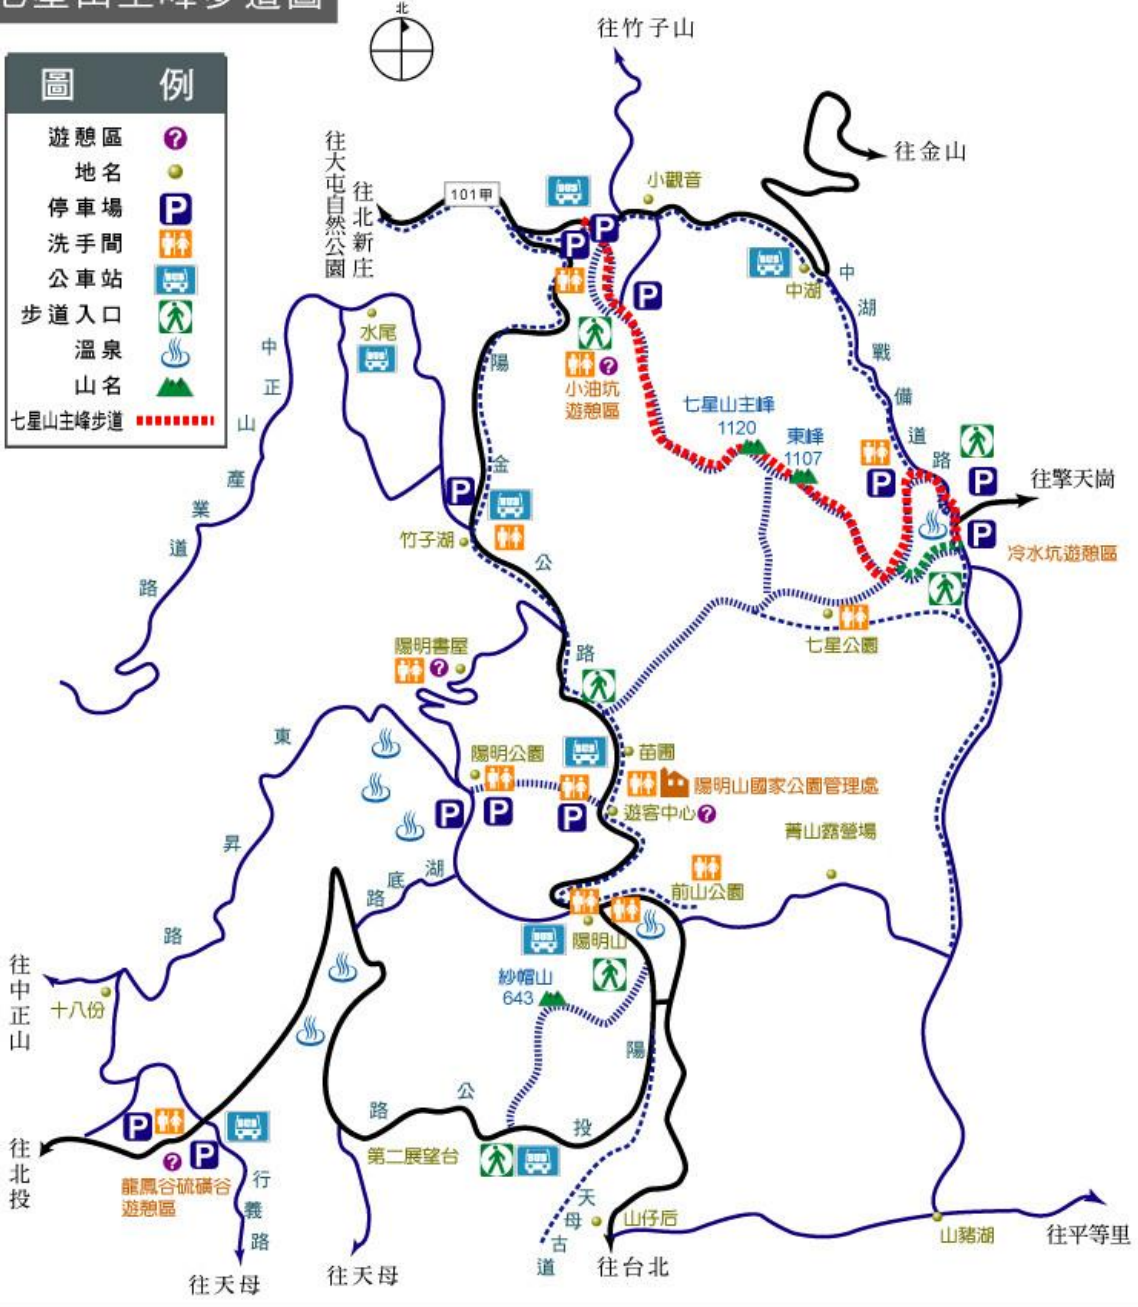 七星山主峰步道圖
北
圖 例
遊憩區
地名
停車場
洗手間
公車站
步道入口
溫泉
山名
七星山主峰步道
往竹子山
往金山
往大屯自然公園
往北新庄
101甲
小觀音
中湖
中湖戰備道路
水尾
中正山產業道路
陽金公路
小油坑
遊憩區
七星山主峰
1120
東峰
1107
往擎天崗
冷水坑遊憩區
竹子湖
七星公園
陽明書屋
苗圃
陽明公園
陽明山國家公園管理處
遊客中心
菁山露營場
前山公園
東昇路
湖底路
陽明山
紗帽山
643
往中正山
十八份
陽投公路
第二展望台
往北投
龍鳳谷硫磺谷
遊憩區
行義路
往天母
往天母
天母古道
山仔后
往台北
山豬湖
往平等里